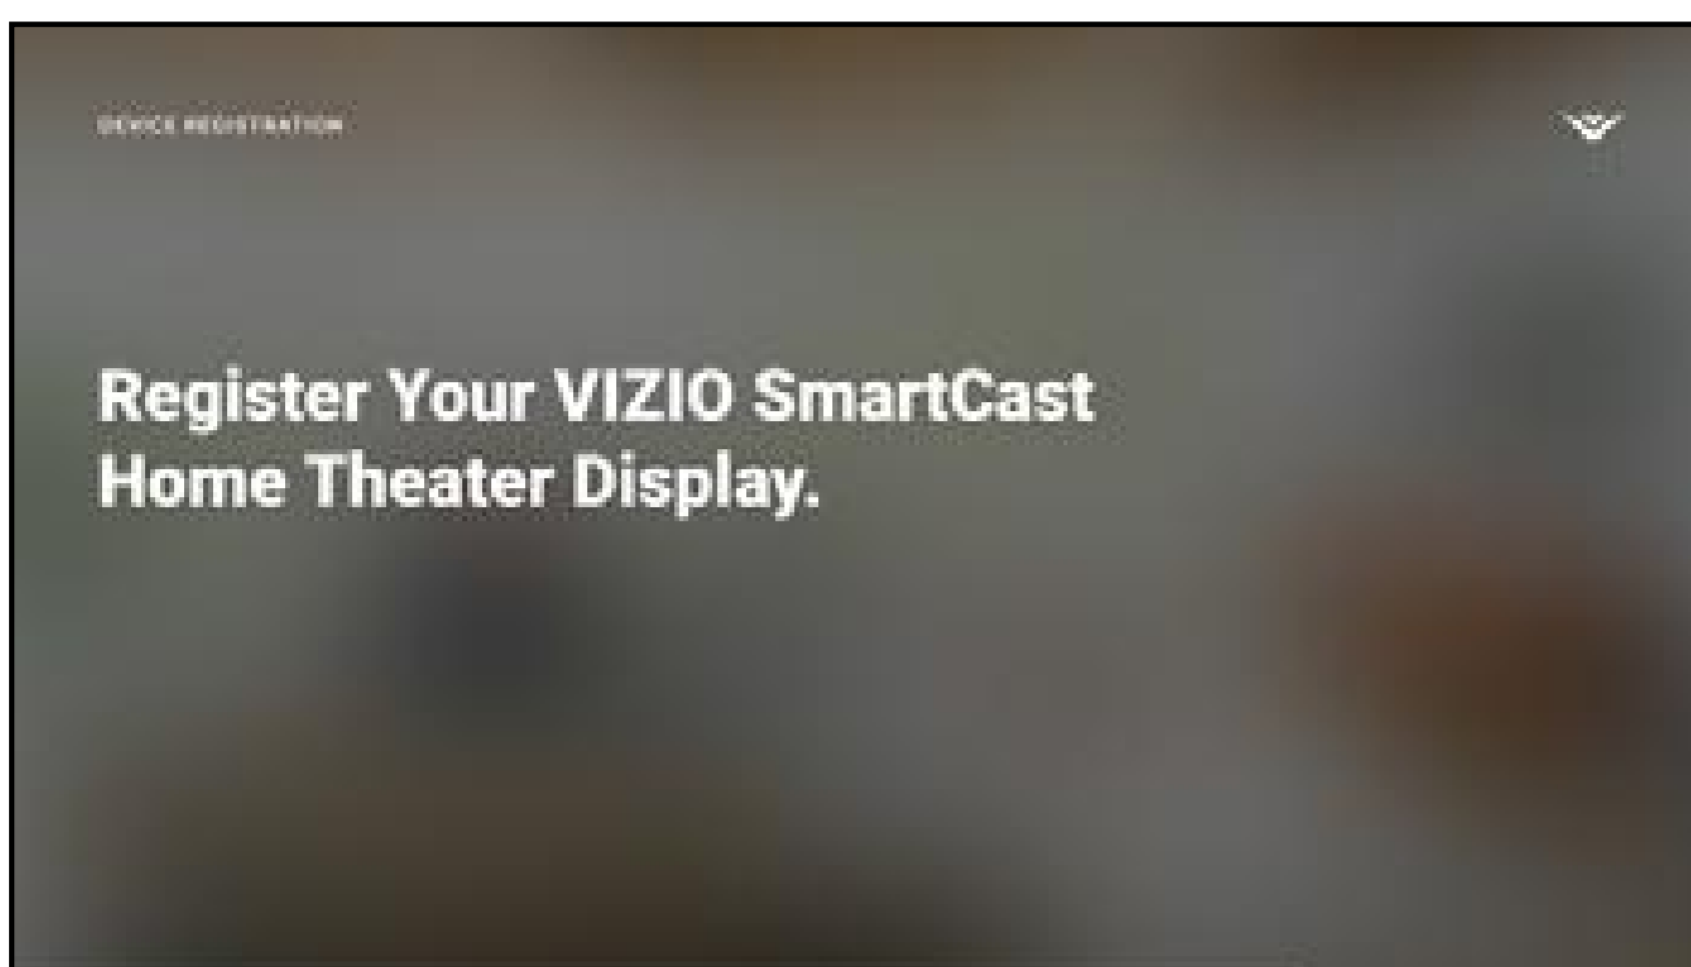 DEVICE REGISTRATION
Register Your VIZIO SmartCast
Home Theater Display.